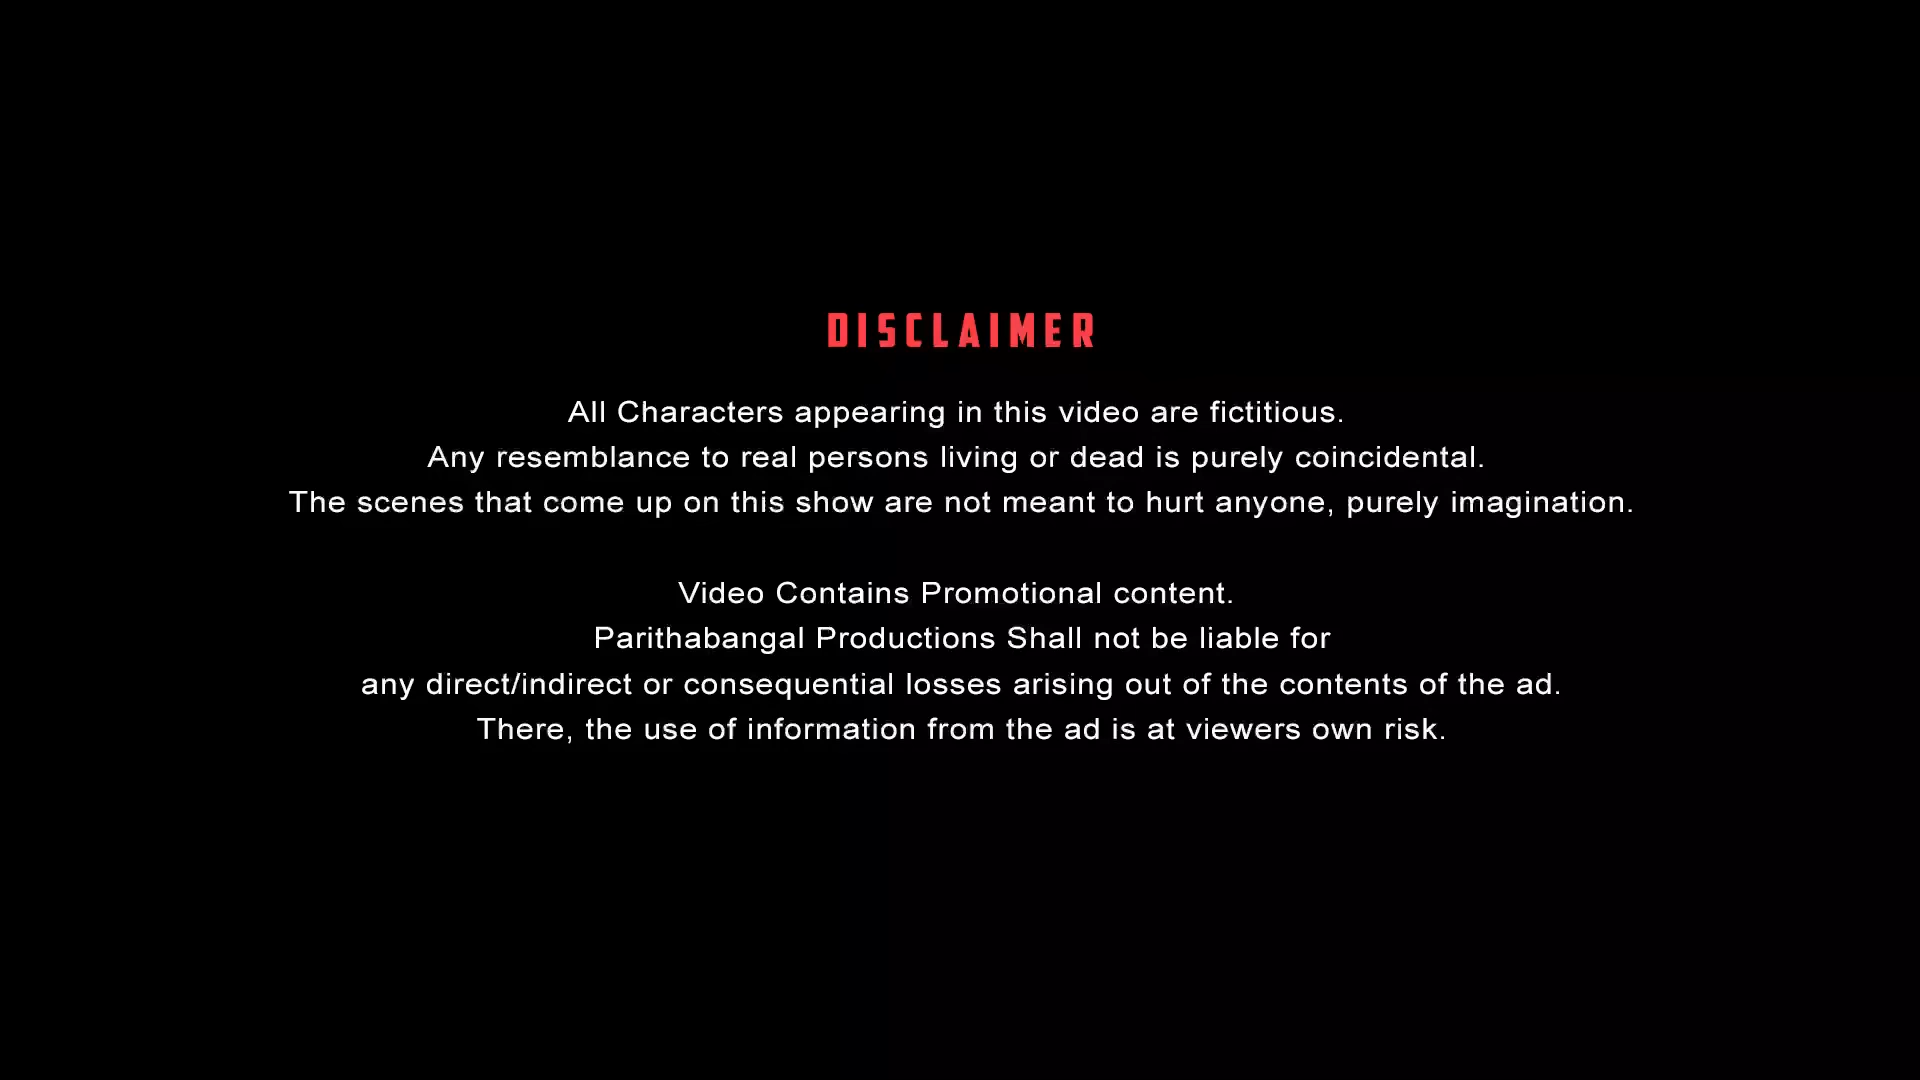 DISCLAIMER
All Characters appearing in this video are fictitious.
Any resemblance to real persons living or dead is purely coincidental.
The scenes that come up on this show are not meant to hurt anyone, purely imagination.
Video Contains Promotional content.
Parithabangal Productions Shall not be liable for
any direct/indirect or consequential losses arising out of the contents of the ad.
There, the use of information from the ad is at viewers own risk.